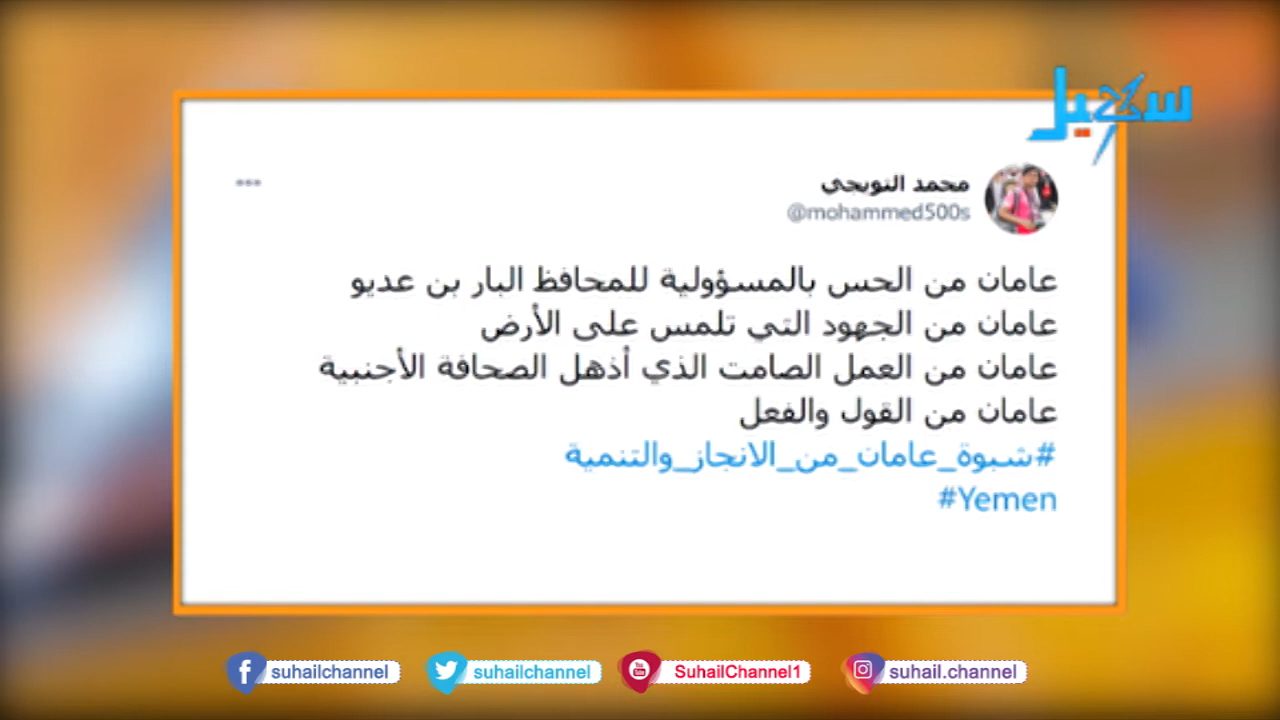 سهيل
محمد النويجي
@mohammed500s
عامان من الحس بالمسؤولية للمحافظ البار بن عديو
عامان من الجهود التي تلمس على الأرض
عامان من العمل الصامت الذي أذهل الصحافة الأجنبية
عامان من القول والفعل
#شبوة_عامان_من_الانجاز_والتنمية
#Yemen
suhailchannel
suhailchannel
SuhailChannel1
suhail.channel